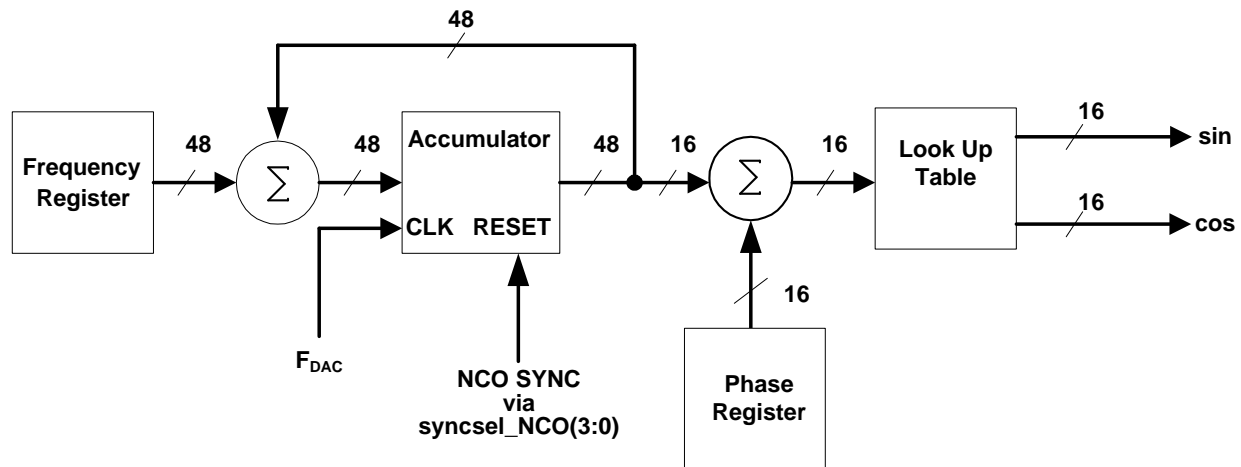 48
Frequency
Register
48
Σ
48
Accumulator
CLK RESET
48
16
Σ
16
Look Up
Table
16
sin
16
cos
16
FDAC
NCO SYNC
via
syncsel_NCO(3:0)
Phase
Register